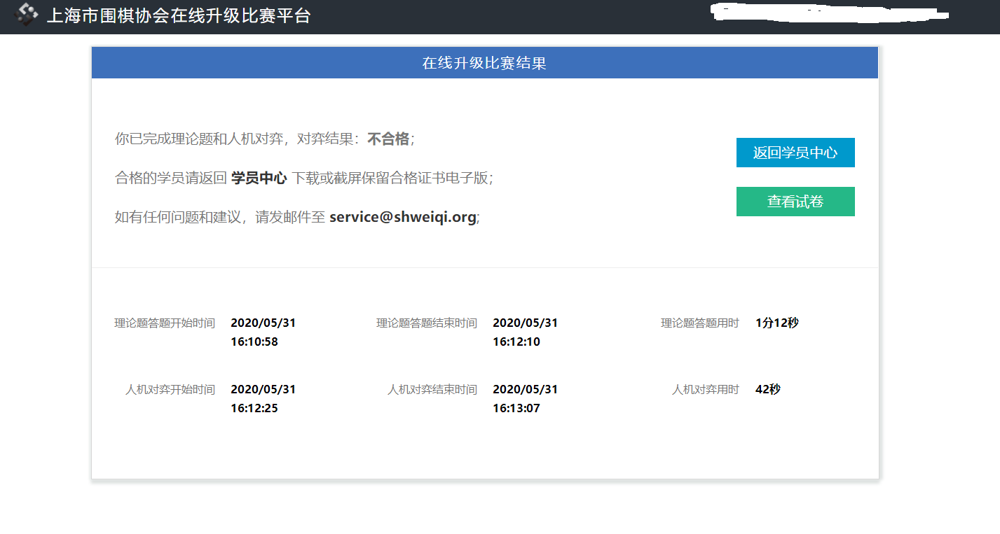 上海市围棋协会在线升级比赛平台
在线升级比赛结果
你已完成理论题和人机对弈，对弈结果：不合格；
合格的学员请返回 学员中心 下载或截屏保留合格证书电子版；
如有任何问题和建议，请发邮件至 service@shweiqi.org;
返回学员中心
查看试卷
理论题答题开始时间 2020/05/31 16:10:58
理论题答题结束时间 2020/05/31 16:12:10
理论题答题用时 1分12秒
人机对弈开始时间 2020/05/31 16:12:25
人机对弈结束时间 2020/05/31 16:13:07
人机对弈用时 42秒